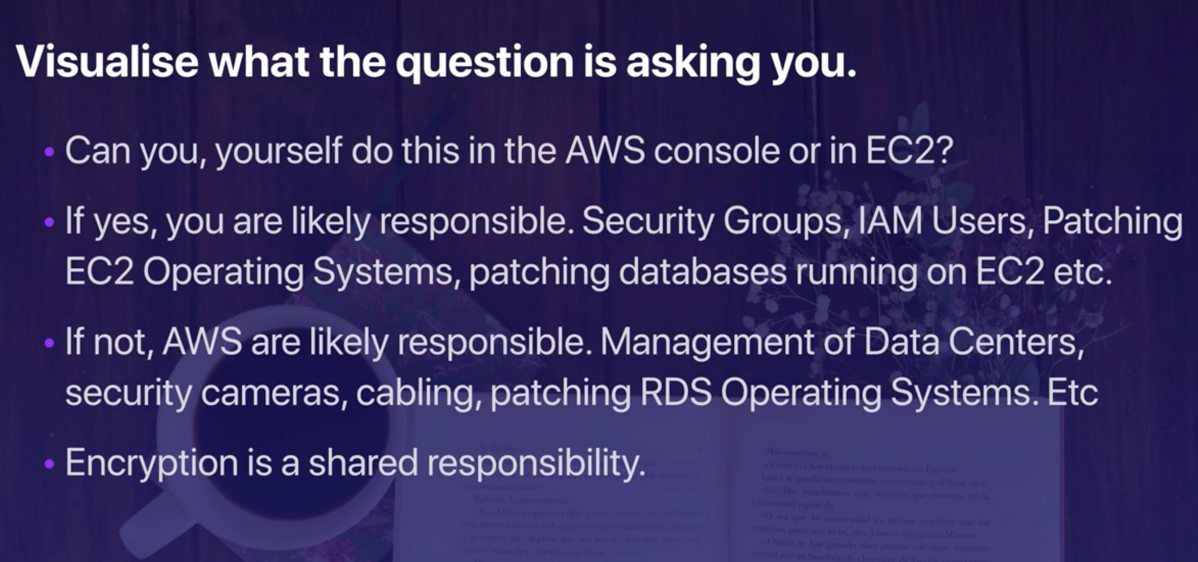 Visualise what the question is asking you.
• Can you, yourself do this in the AWS console or in EC2?
• If yes, you are likely responsible. Security Groups, IAM Users, Patching
EC2 Operating Systems, patching databases running on EC2 etc.
• If not, AWS are likely responsible. Management of Data Centers,
security cameras, cabling, patching RDS Operating Systems. Etc
• Encryption is a shared responsibility.